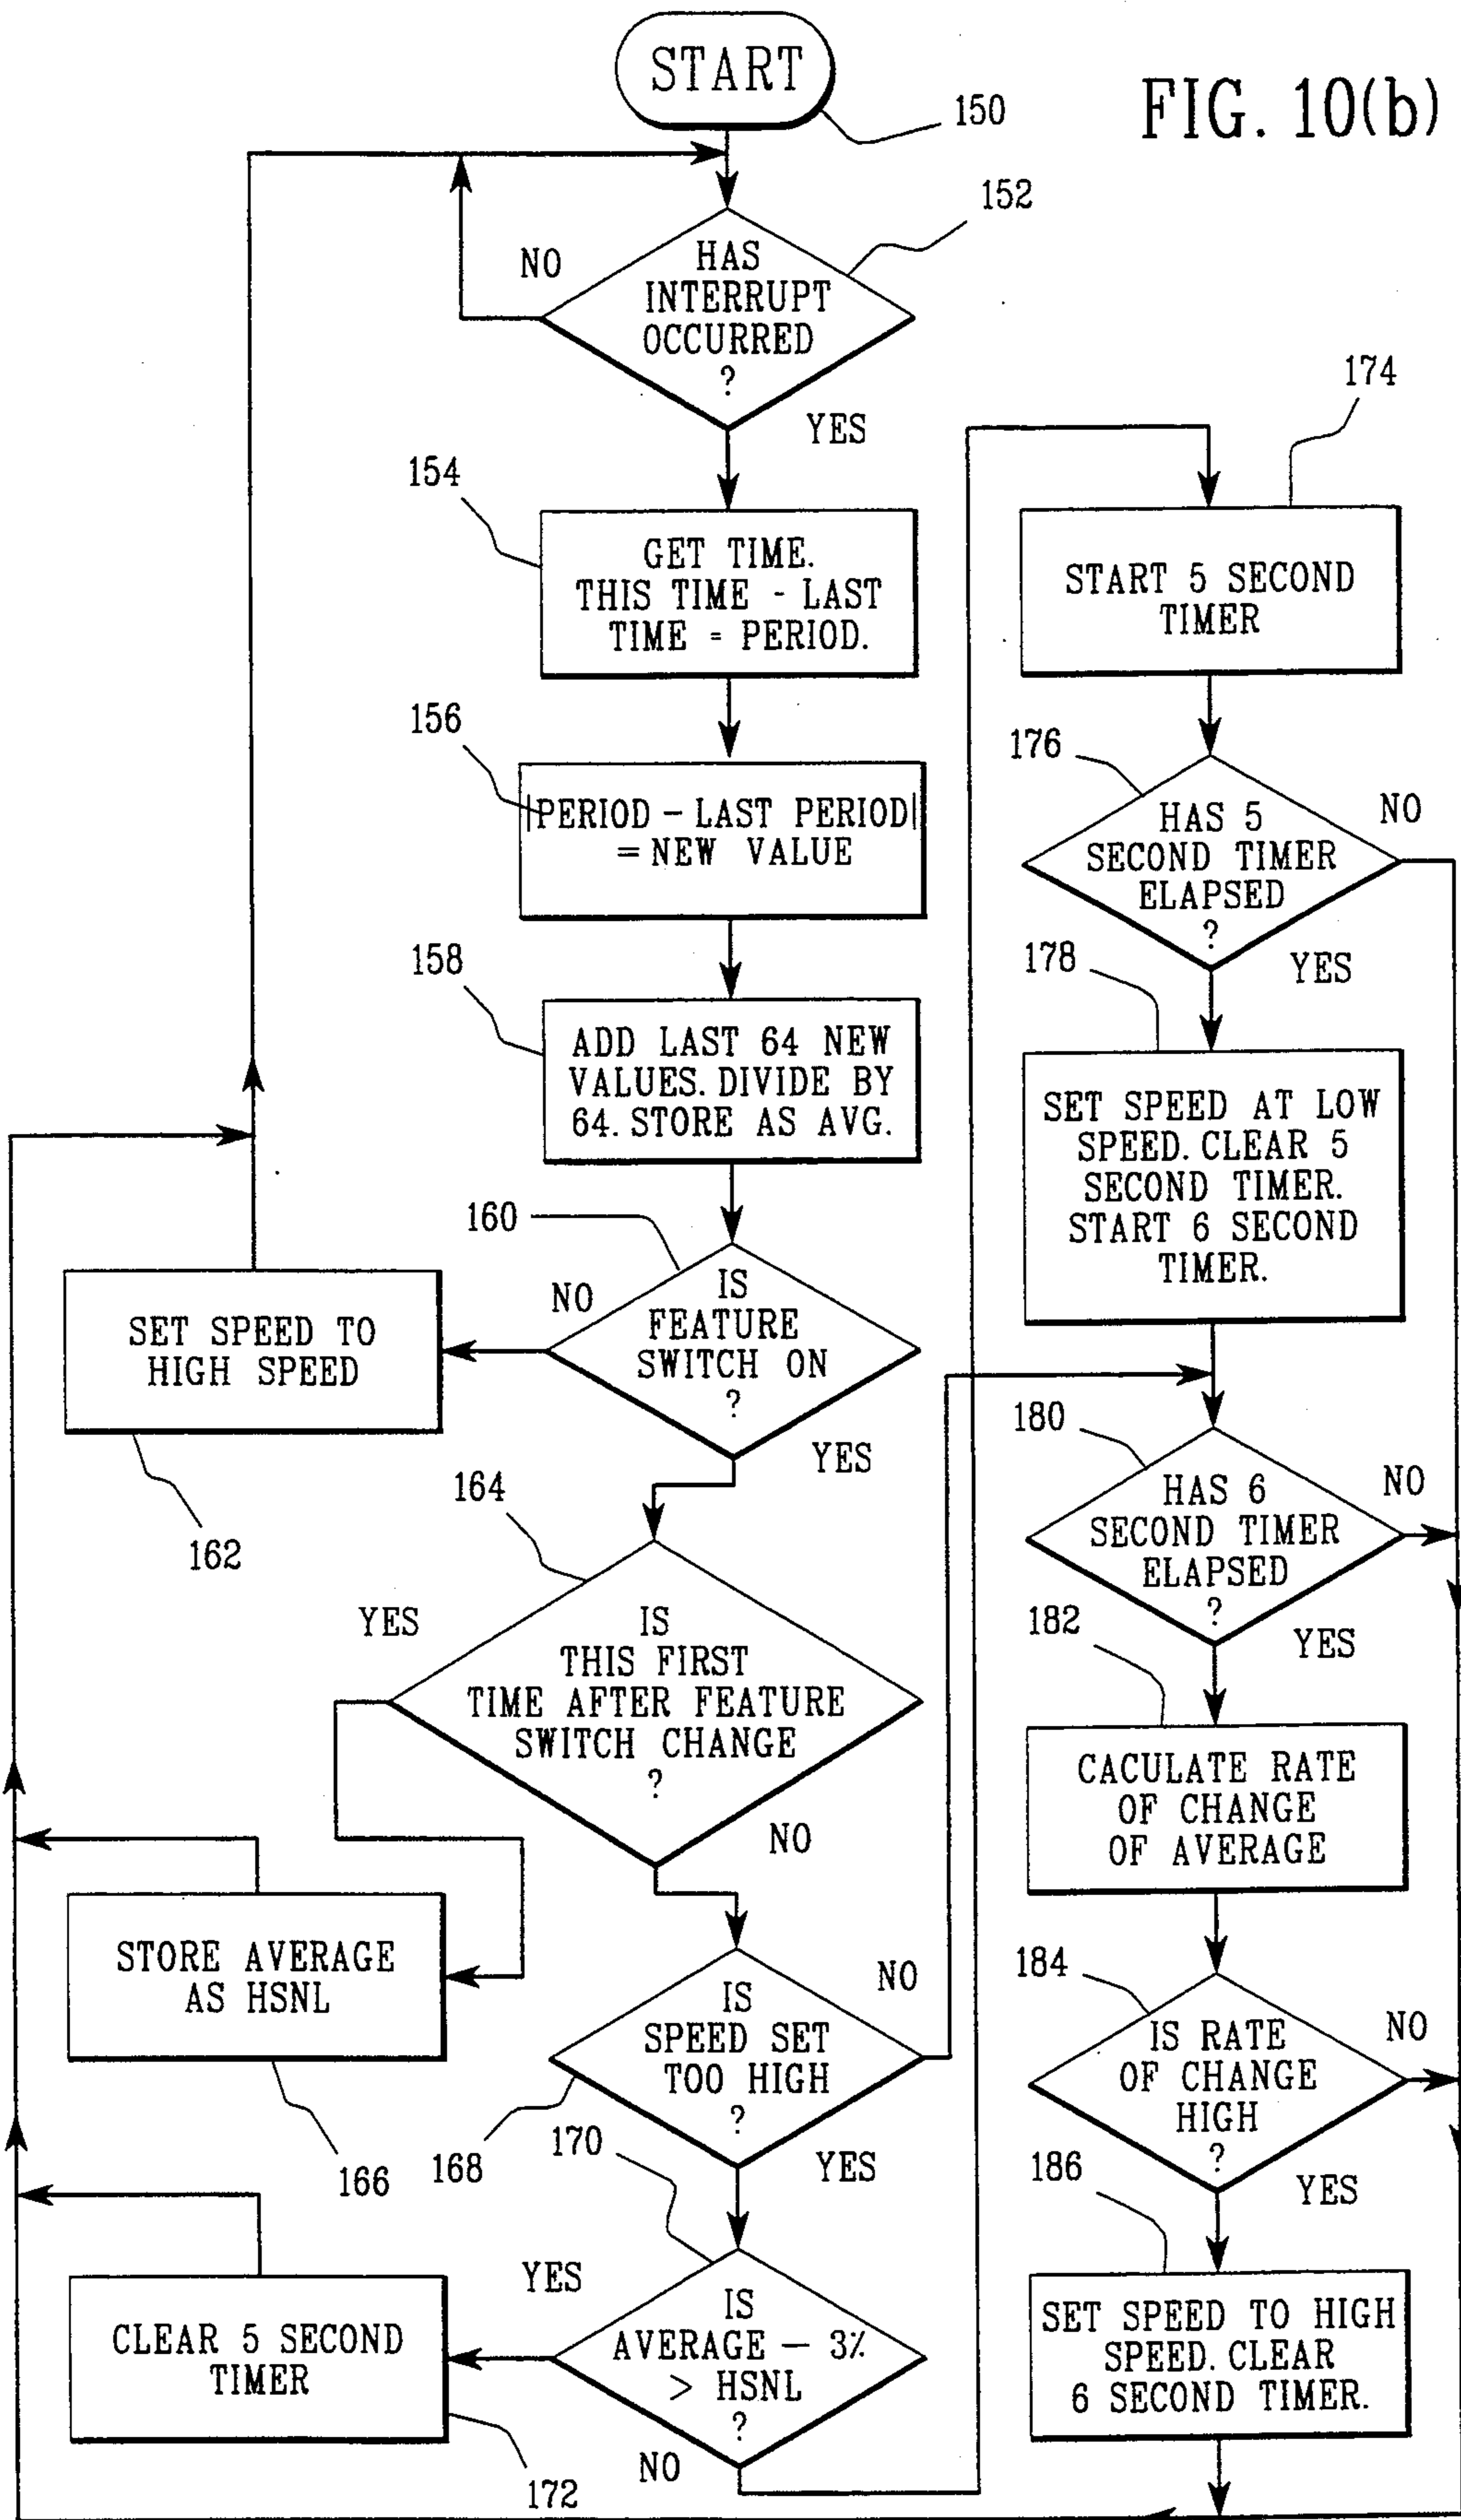 START
FIG. 10(b)
150
152
NO
HAS
INTERRUPT
OCCURRED
?
YES
154
GET TIME.
THIS TIME - LAST
TIME = PERIOD.
156
|PERIOD – LAST PERIOD|
= NEW VALUE
158
ADD LAST 64 NEW
VALUES. DIVIDE BY
64. STORE AS AVG.
160
NO
IS
FEATURE
SWITCH ON
?
YES
SET SPEED TO
HIGH SPEED
162
164
YES
IS
THIS FIRST
TIME AFTER FEATURE
SWITCH CHANGE
?
NO
STORE AVERAGE
AS HSNL
166
168
NO
IS
SPEED SET
TOO HIGH
?
YES
170
YES
IS
AVERAGE – 3%
> HSNL
?
NO
CLEAR 5 SECOND
TIMER
172
174
START 5 SECOND
TIMER
176
NO
HAS 5
SECOND TIMER
ELAPSED
?
YES
178
SET SPEED AT LOW
SPEED. CLEAR 5
SECOND TIMER.
START 6 SECOND
TIMER.
180
NO
HAS 6
SECOND TIMER
ELAPSED
?
YES
182
CACULATE RATE
OF CHANGE
OF AVERAGE
184
NO
IS RATE
OF CHANGE
HIGH
?
YES
186
SET SPEED TO HIGH
SPEED. CLEAR
6 SECOND TIMER.